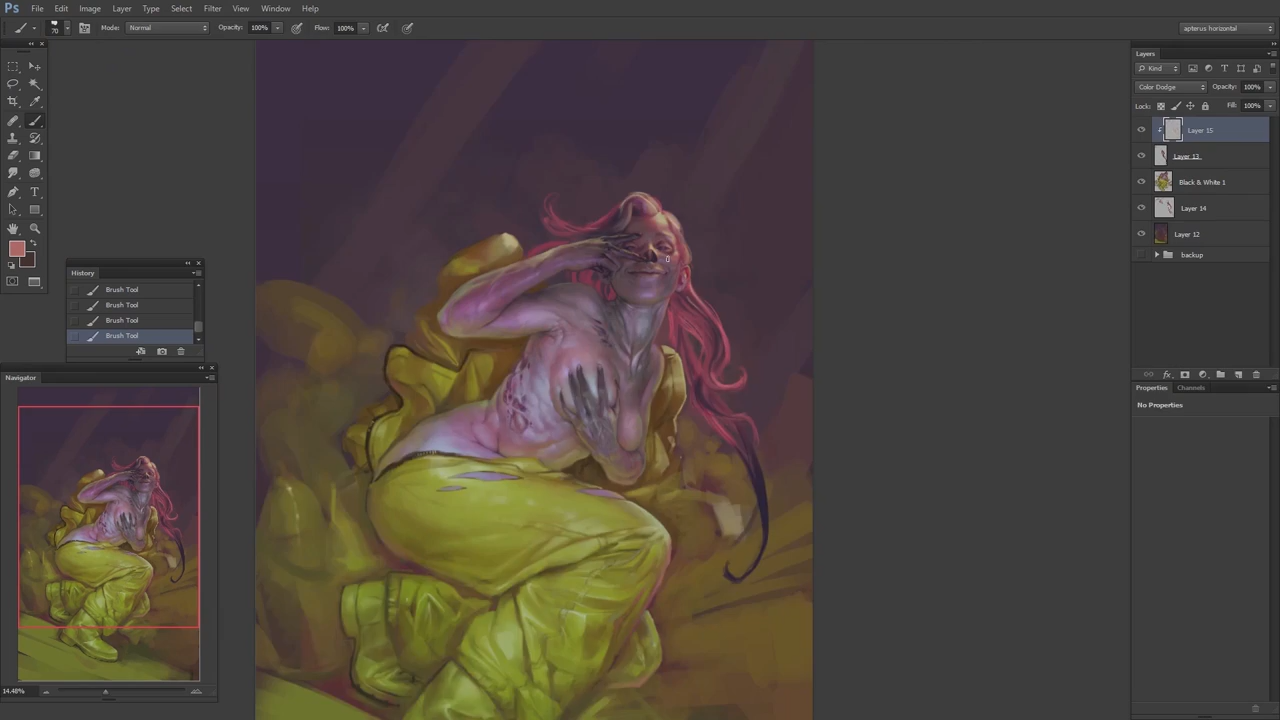 Ps File Edit Image Layer Type Select Filter View Window Help
70 Mode: Normal Opacity: 100% Flow: 100% apterus horizontal
Layers
Kind T
Color Dodge Opacity: 100%
Lock: Fill: 100%
Layer 15
Layer 13
Black & White 1
Layer 14
Layer 12
backup
fx
Properties Channels
No Properties
T
History
Brush Tool
Brush Tool
Brush Tool
Brush Tool
Navigator
14.48%